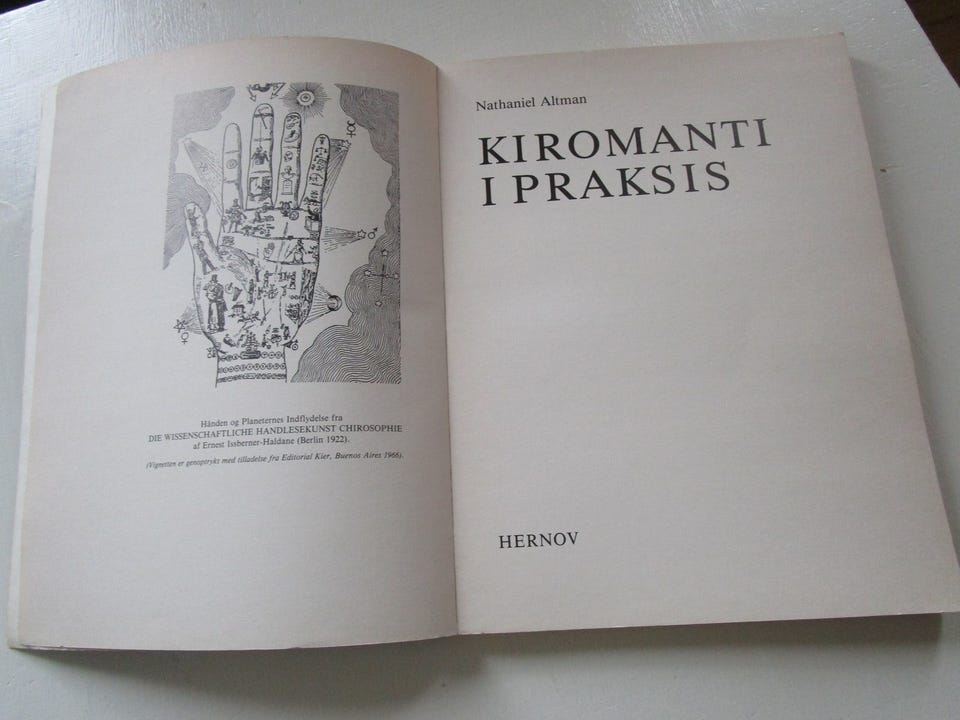 Hånden og Planeternes Indflydelse fra
DIE WISSENSCHAFTLICHE HANDLESEKUNST CHIROSOPHIE
af Ernest Issberner-Haldane (Berlin 1922).
(Vignetten er genoptrykt med tilladelse fra Editorial Kier, Buenos Aires 1966).
Nathaniel Altman
KIROMANTI
I PRAKSIS
HERNOV